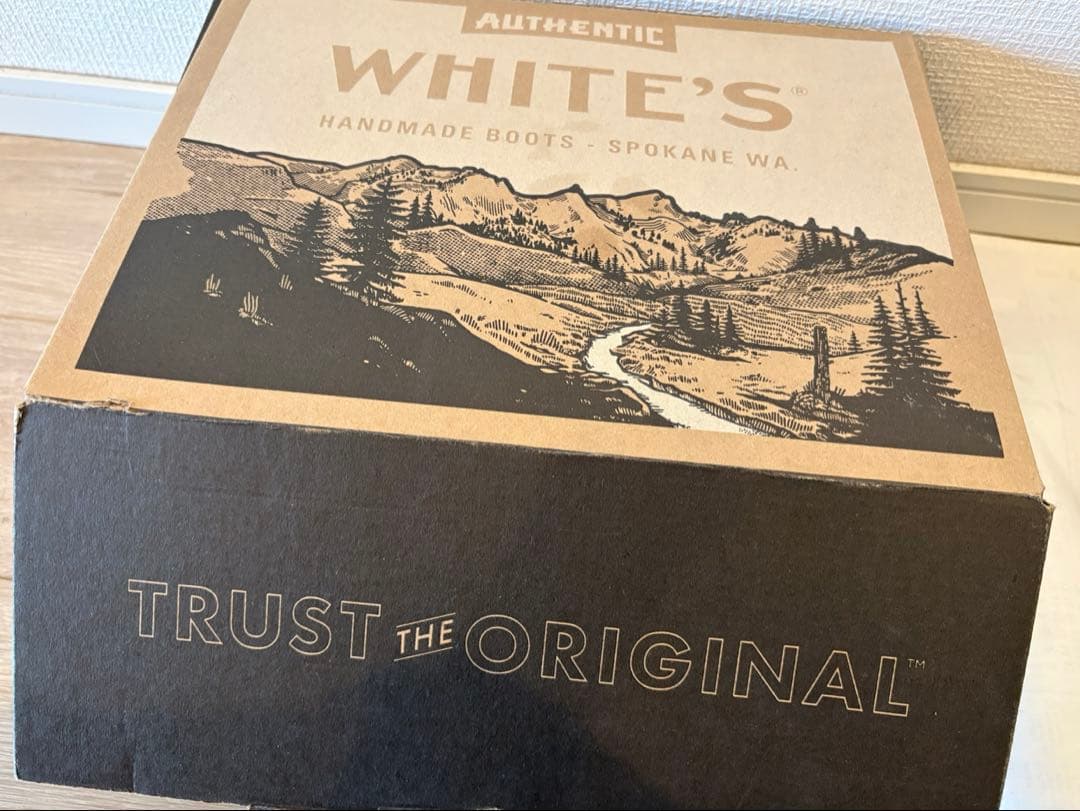 AUTHENTIC
WHITE'S®
HANDMADE BOOTS - SPOKANE WA.
TRUST THE ORIGINAL™